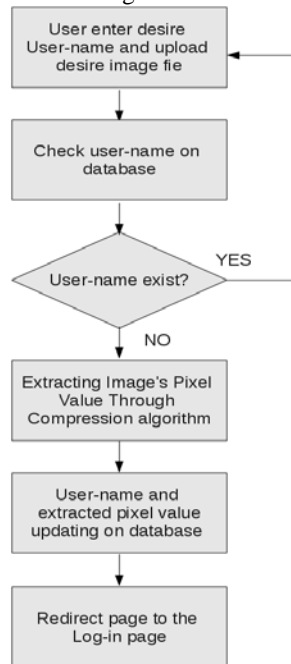 User enter desire
User-name and upload
desire image fie
Check user-name on
database
User-name exist?
YES
NO
Extracting Image's Pixel
Value Through
Compression algorithm
User-name and
extracted pixel value
updating on database
Redirect page to the
Log-in page